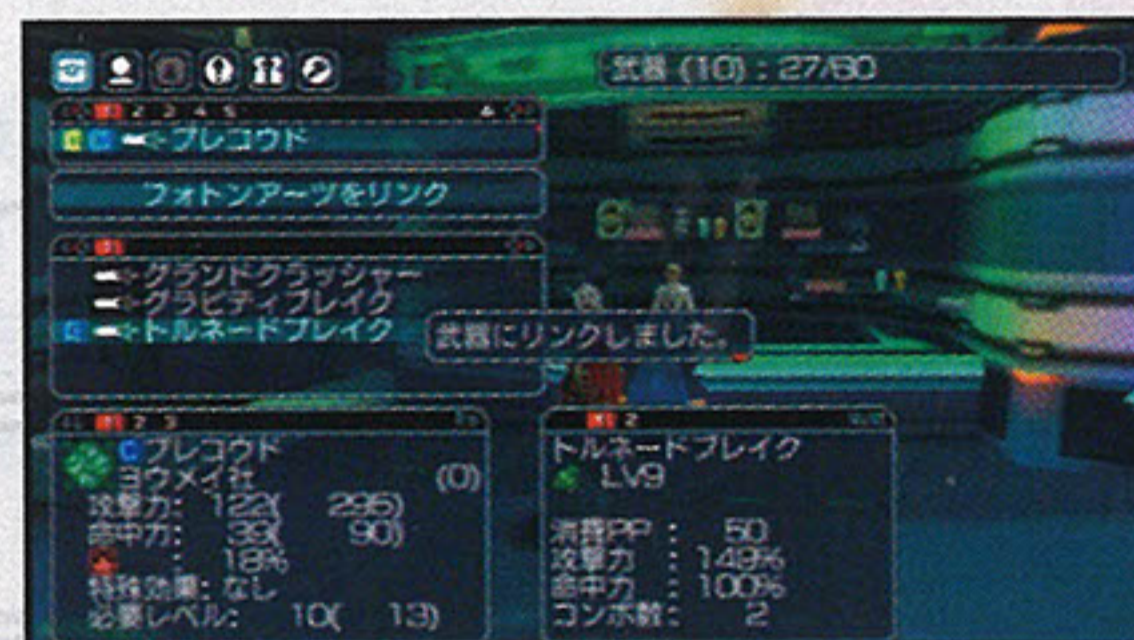 武器 (10) : 27/60
1 2 3 4 5
E C ブレコウド
フォトンアーツをリンク
1
グランドクラッシャー
グラビティブレイク
C トルネードブレイク
武器にリンクしました。
1 2 3
C ブレコウド
ヨウメイ社 (0)
攻撃力: 122( 295)
命中力: 39( 90)
: 18%
特殊効果: なし
必要レベル: 10( 13)
1 2
トルネードブレイク
LV9
消費PP : 50
攻撃力 : 149%
命中力 : 100%
コンボ数: 2